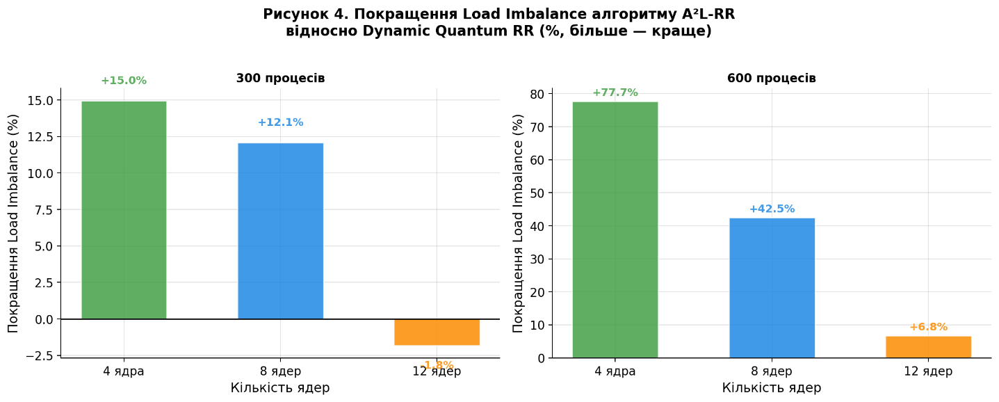 Рисунок 4. Покращення Load Imbalance алгоритму A²L-RR
відносно Dynamic Quantum RR (%, більше — краще)
300 процесів
Покращення Load Imbalance (%)
15.0
12.5
10.0
7.5
5.0
2.5
0.0
−2.5
+15.0%
+12.1%
-1.8%
4 ядра
8 ядер
12 ядер
Кількість ядер
600 процесів
Покращення Load Imbalance (%)
80
70
60
50
40
30
20
10
0
+77.7%
+42.5%
+6.8%
4 ядра
8 ядер
12 ядер
Кількість ядер